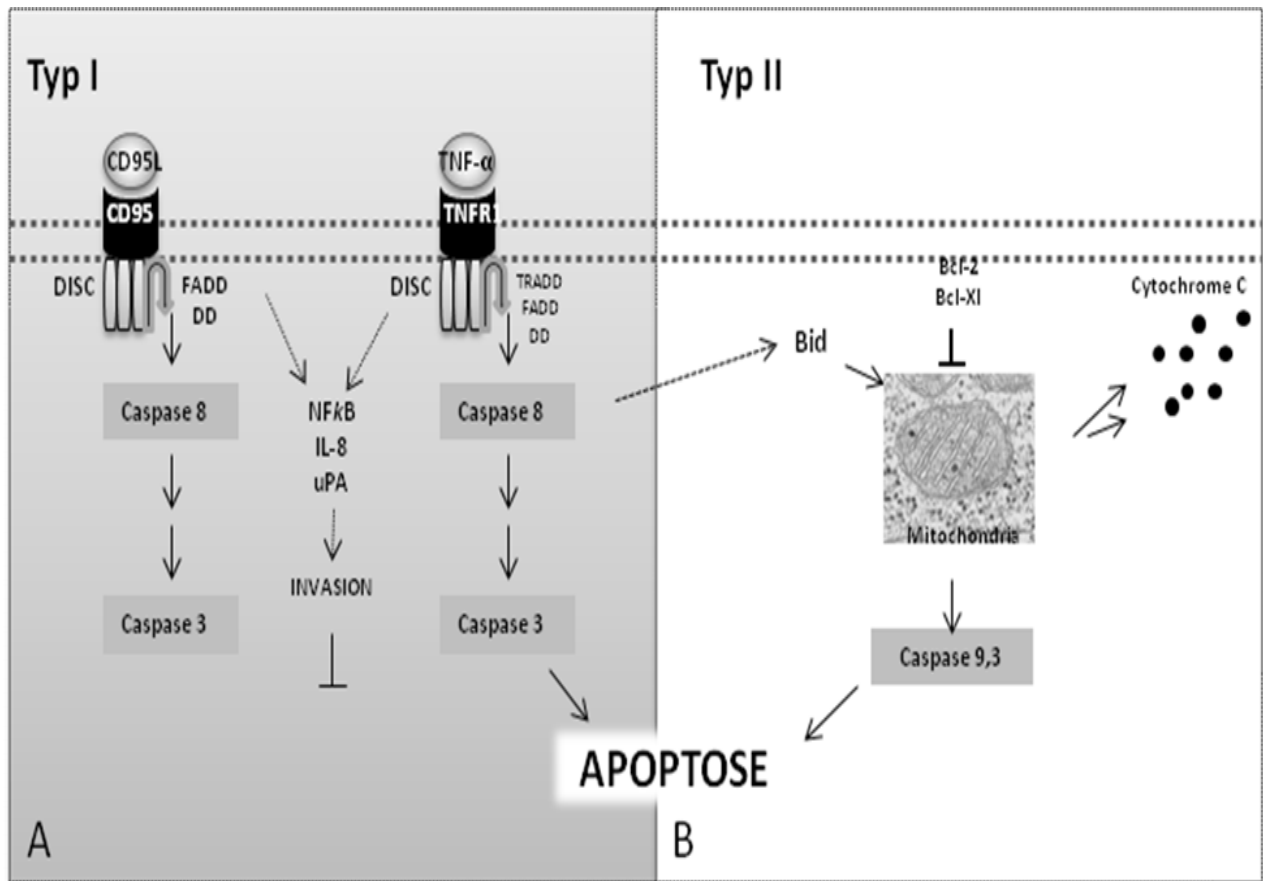 Typ I
CD95L
CD95
DISC
FADD
DD
Caspase 8
Caspase 3
NFkB
IL-8
uPA
INVASION
TNF-α
TNFR1
DISC
TRADD
FADD
DD
Caspase 8
Caspase 3
A
Typ II
Bid
Bcl-2
Bcl-Xl
Cytochrome C
Mitochondria
Caspase 9,3
APOPTOSE
B